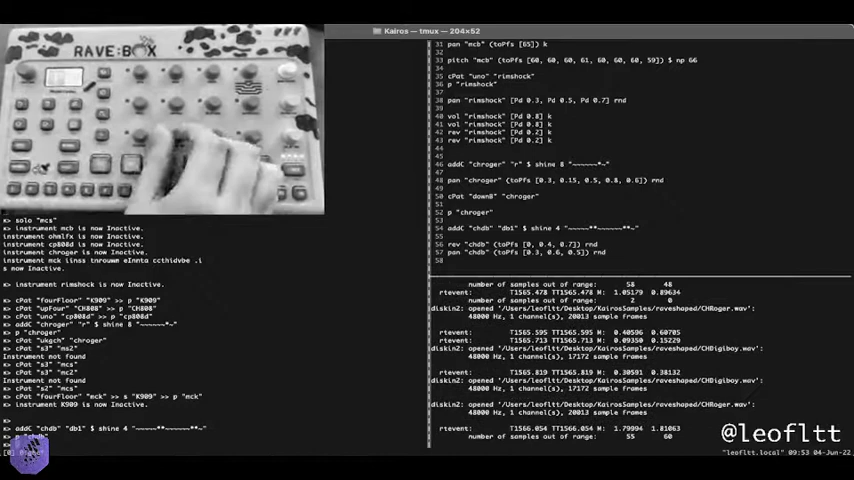 Kairos — tmux — 204×52
RAVE:BOX
K> solo "mcs"
K> instrument mcb is now Inactive.
instrument ohmlfx is now Inactive.
instrument cp808d is now Inactive.
instrument chroger is now Inactive.
instrument mck iinss tnrouwm eInnta ccthidvbe .i
s now Inactive.
instrument rimshock is now Inactive.
K> cPat "fourFloor" "K909" >> p "K909"
K> cPat "upFour" "CH808" >> p "CH808"
K> cPat "uno" "cp808d" >> p "cp808d"
K> addC "chroger" "r" $ shine 8 "~~~~~~*~"
K> p "chroger"
K> cPat "ukgch" "chroger"
K> cPat "s3" "ms2"
Instrument not found
K> cPat "s3" "mcs"
K> cPat "s3" "mc2"
Instrument not found
K> cPat "s2" "mcs"
K> cPat "fourFloor" "mck" >> s "K909" >> p "mck"
K> instrument K909 is now Inactive.
K>
K> addC "chdb" "db1" $ shine 4 "~~~~~**~~~~~~**~"
K> p "chdb"
31 pan "mcb" (toPfs [65]) k
32
33 pitch "mcb" (toPfs [60, 60, 60, 61, 60, 60, 60, 59]) $ np 66
35 cPat "uno" "rimshock"
36 p "rimshock"
38 pan "rimshock" [Pd 0.3, Pd 0.5, Pd 0.7] rnd
40 vol "rimshock" [Pd 0.8] k
41 vol "rimshock" [Pd 0.8] k
42 rev "rimshock" [Pd 0.2] k
43 rev "rimshock" [Pd 0.2] k
44
45
46 addC "chroger" "r" $ shine 8 "~~~~~~*~"
48 pan "chroger" (toPfs [0.3, 0.15, 0.5, 0.8, 0.6]) rnd
50 cPat "down8" "chroger"
52 p "chroger"
54 addC "chdb" "db1" $ shine 4 "~~~~~**~~~~~~**~"
56 rev "chdb" (toPfs [0, 0.4, 0.7]) rnd
57 pan "chdb" (toPfs [0.3, 0.6, 0.5]) rnd
58
number of samples out of range: 58 48
rtevent: T1565.478 TT1565.478 M: 1.05179 0.89634
number of samples out of range: 2 0
diskin2: opened '/Users/leofltt/Desktop/KairosSamples/raveshaped/CHRoger.wav':
48000 Hz, 1 channel(s), 20013 sample frames
rtevent: T1565.595 TT1565.595 M: 0.40596 0.60705
rtevent: T1565.713 TT1565.713 M: 0.09350 0.15229
diskin2: opened '/Users/leofltt/Desktop/KairosSamples/raveshaped/CHDigiboy.wav':
48000 Hz, 1 channel(s), 17172 sample frames
rtevent: T1565.819 TT1565.819 M: 0.30591 0.38132
diskin2: opened '/Users/leofltt/Desktop/KairosSamples/raveshaped/CHDigiboy.wav':
48000 Hz, 1 channel(s), 17172 sample frames
diskin2: opened '/Users/leofltt/Desktop/KairosSamples/raveshaped/CHRoger.wav':
48000 Hz, 1 channel(s), 20013 sample frames
rtevent: T1566.054 TT1566.054 M: 1.79994 1.81063
number of samples out of range: 55 60
@leofltt
"leofltt.local" 09:53 04-Jun-22